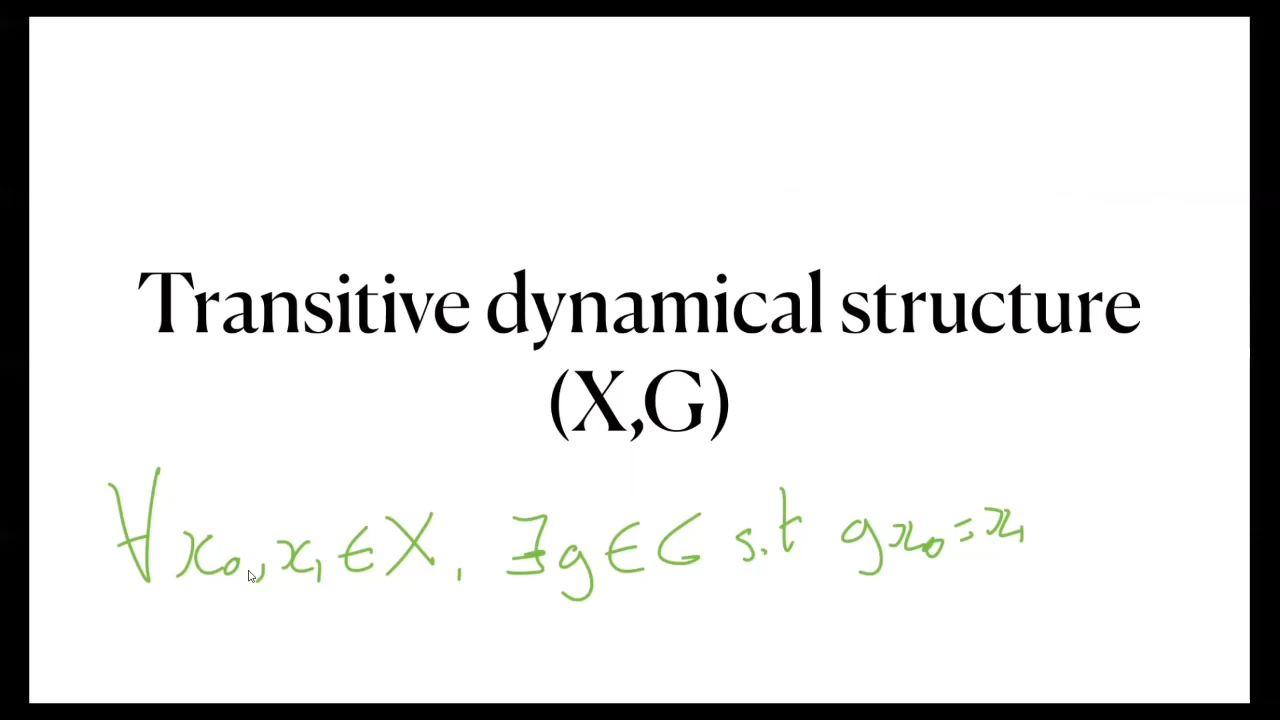 Transitive dynamical structure
(X,G)
∀x₀,x₁∈X, ∃g∈G s.t gx₀=x₁